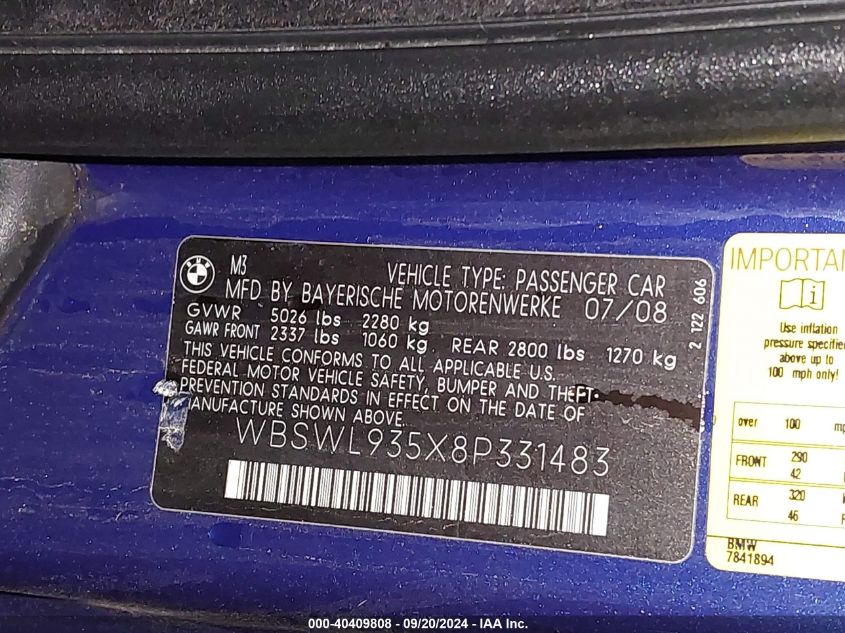 BMW
M3
VEHICLE TYPE: PASSENGER CAR
MFD BY BAYERISCHE MOTORENWERKE 07/08
GVWR 5026 lbs 2280 kg
GAWR FRONT 2337 lbs 1060 kg REAR 2800 lbs 1270 kg
THIS VEHICLE CONFORMS TO ALL APPLICABLE U.S.
FEDERAL MOTOR VEHICLE SAFETY, BUMPER AND THEFT
PREVENTION STANDARDS IN EFFECT ON THE DATE OF
MANUFACTURE SHOWN ABOVE.
WBSWL935X8P331483
2 122 606
IMPORTAN
i
Use inflation
pressure specifie
above up to
100 mph only!
over 100 mp
FRONT 290
42
REAR 320
46
BMW
7841894
000-40409808 - 09/20/2024 - IAA Inc.